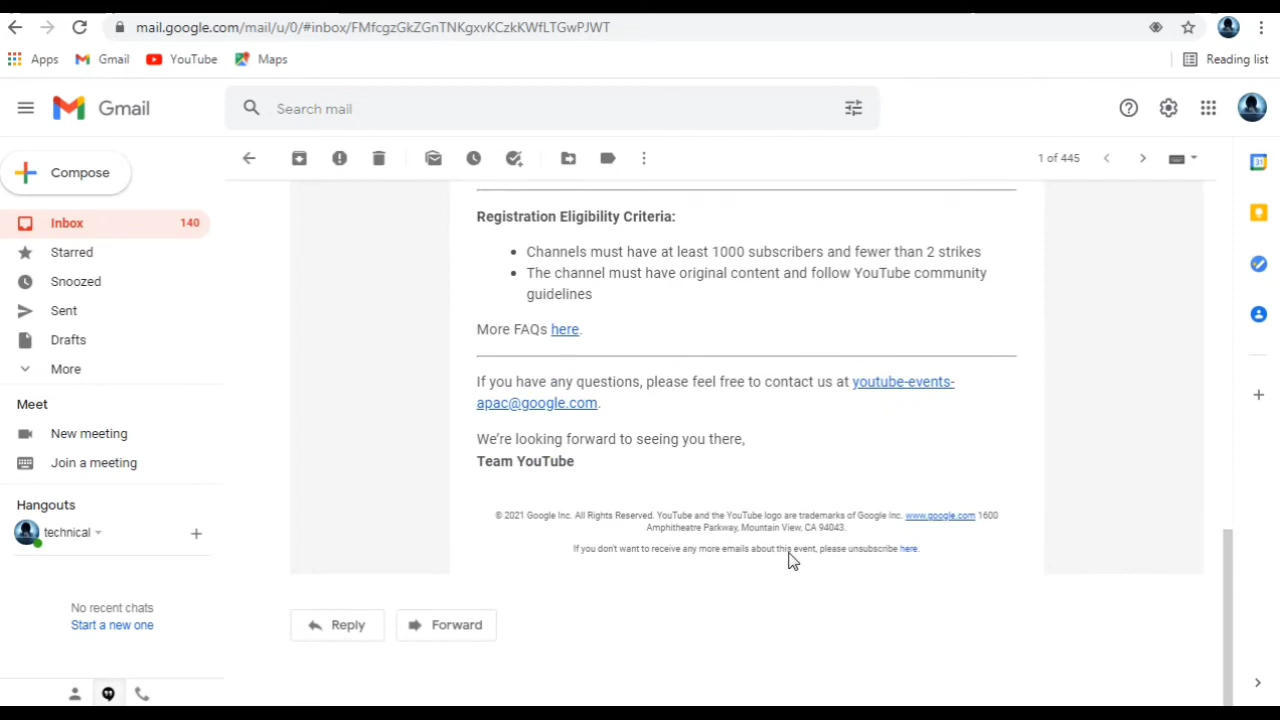 mail.google.com/mail/u/0/#inbox/FMfcgzGkZGnTNKgxvKCzkKWfLTGwPJWT
Apps Gmail YouTube Maps Reading list
Gmail Search mail
1 of 445
Compose
Inbox 140
Starred
Snoozed
Sent
Drafts
More
Meet
New meeting
Join a meeting
Hangouts
technical
No recent chats
Start a new one
Registration Eligibility Criteria:
• Channels must have at least 1000 subscribers and fewer than 2 strikes
• The channel must have original content and follow YouTube community
guidelines
More FAQs here.
If you have any questions, please feel free to contact us at youtube-events-
apac@google.com.
We're looking forward to seeing you there,
Team YouTube
© 2021 Google Inc. All Rights Reserved. YouTube and the YouTube logo are trademarks of Google Inc. www.google.com 1600
Amphitheatre Parkway, Mountain View, CA 94043.
If you don't want to receive any more emails about this event, please unsubscribe here.
Reply Forward
31